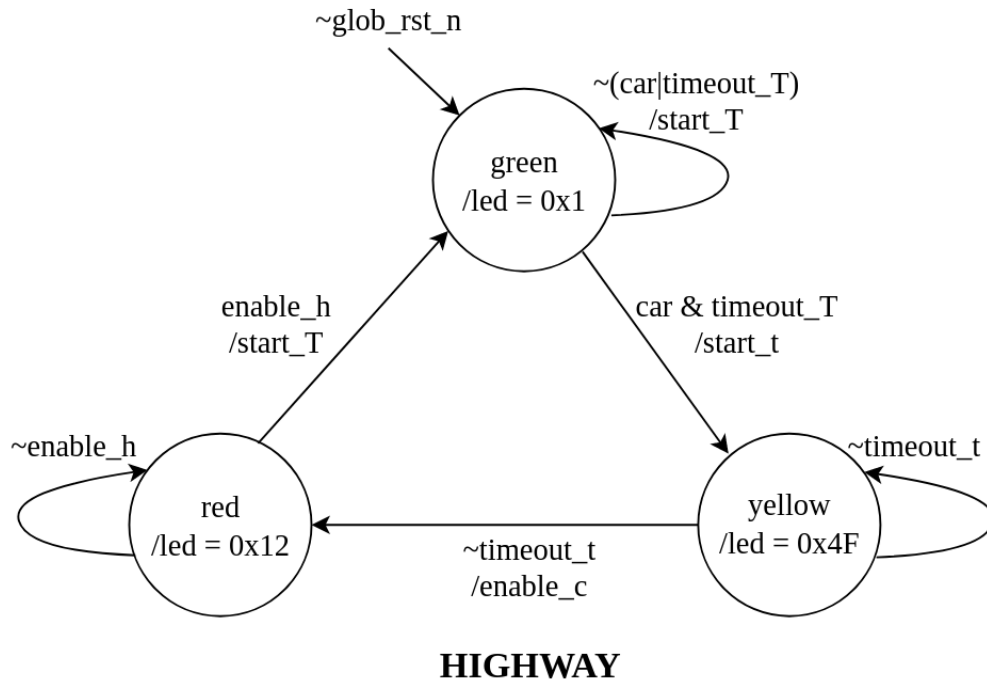 ~glob_rst_n
~(car|timeout_T)
/start_T
green
/led = 0x1
enable_h
/start_T
car & timeout_T
/start_t
~enable_h
~timeout_t
red
/led = 0x12
yellow
/led = 0x4F
~timeout_t
/enable_c
HIGHWAY